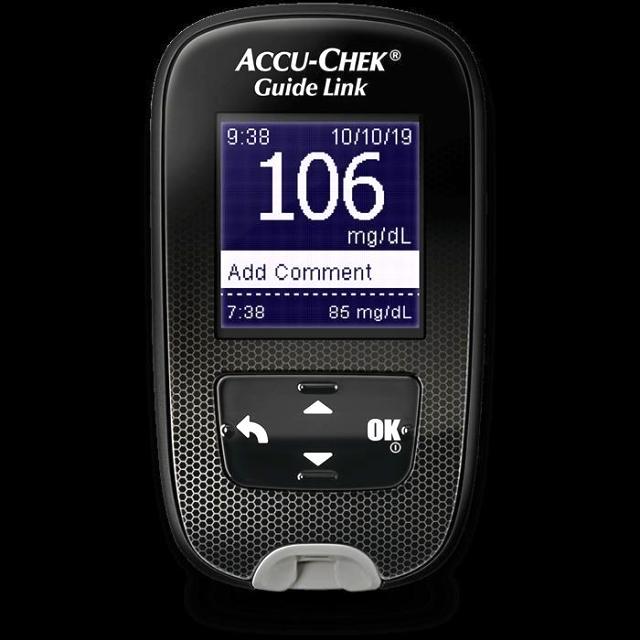 ACCU-CHEK®
Guide Link
9:38 10/10/19
106
mg/dL
Add Comment
7:38 85 mg/dL
OK